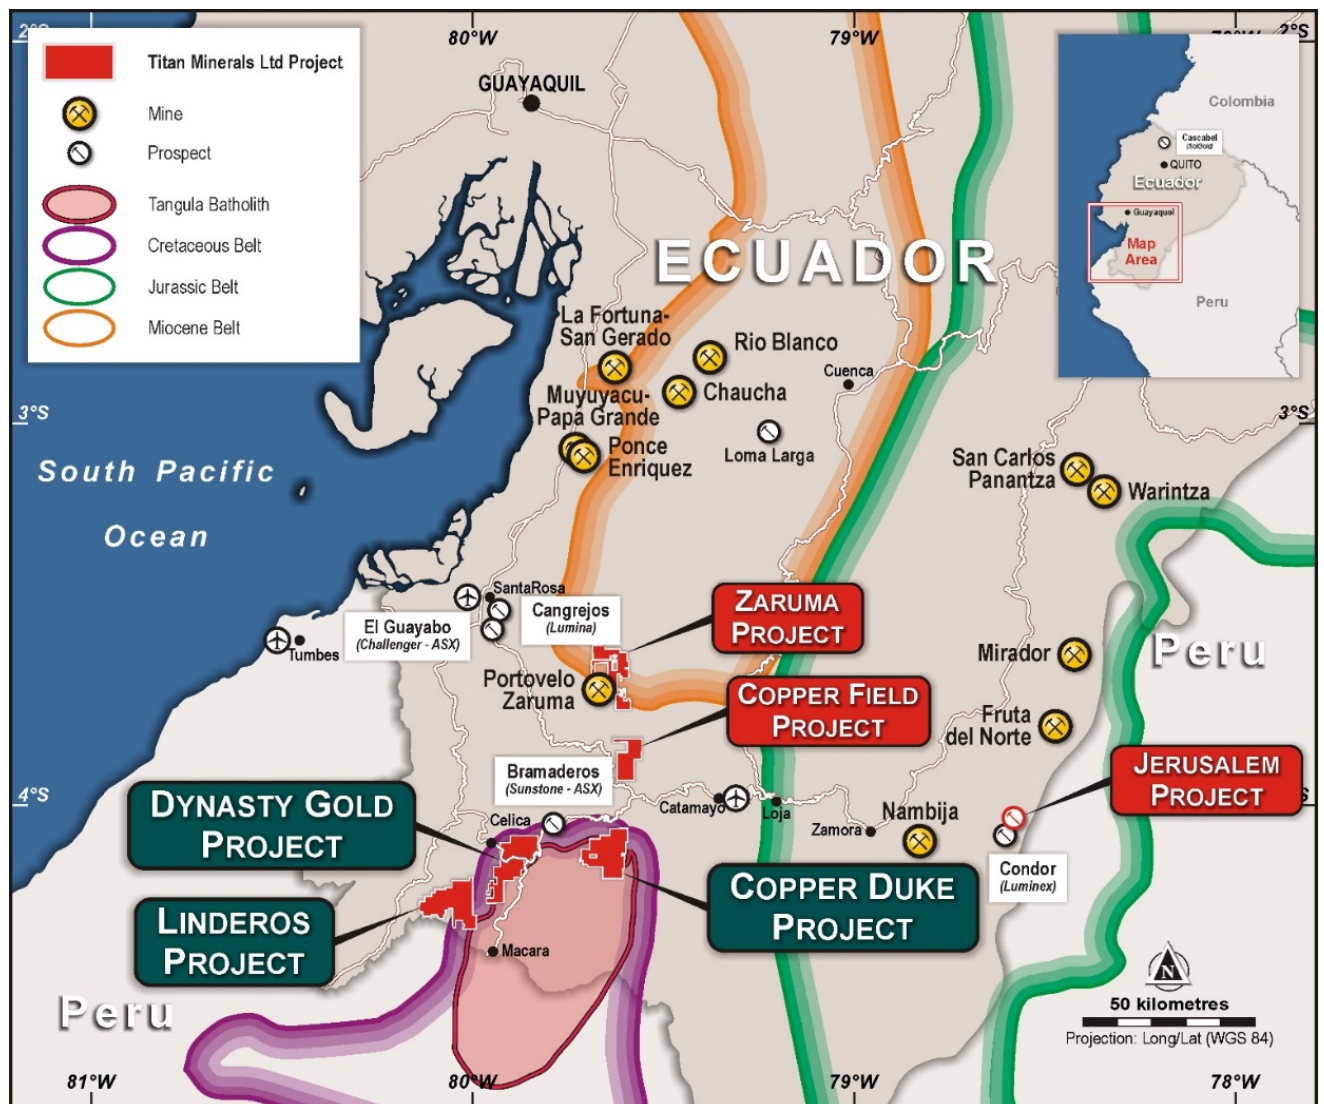 2°S
80°W
79°W
2°S
Titan Minerals Ltd Project
Mine
Prospect
Tangula Batholith
Cretaceous Belt
Jurassic Belt
Miocene Belt
GUAYAQUIL
Colombia
Cascabel
(SolGold)
QUITO
Ecuador
Guayaquol
Map
Area
Peru
ECUADOR
La Fortuna-
San Gerado
Rio Blanco
Cuenca
Chaucha
Muyuyacu-
Papa Grande
3°S
3°S
Ponce
Enriquez
Loma Larga
San Carlos
Panantza
Warintza
South Pacific
Ocean
SantaRosa
Cangrejos
(Lumina)
El Guayabo
(Challenger - ASX)
Tumbes
ZARUMA
PROJECT
Mirador
Peru
Portovelo
Zaruma
COPPER FIELD
PROJECT
Fruta
del Norte
JERUSALEM
PROJECT
Bramaderos
(Sunstone - ASX)
4°S
Catamayo
Loja
Zamora
Nambija
DYNASTY GOLD
PROJECT
Celica
Condor
(Luminex)
COPPER DUKE
PROJECT
LINDEROS
PROJECT
Macara
Peru
N
50 kilometres
Projection: Long/Lat (WGS 84)
81°W
80°W
79°W
78°W